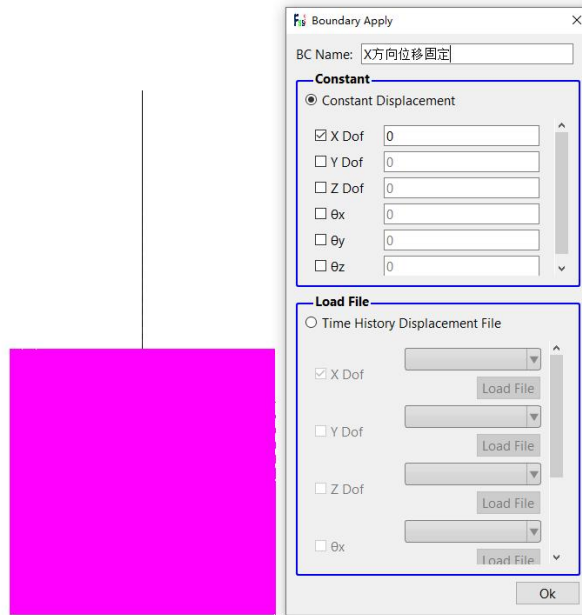 Boundary Apply
BC Name: X方向位移固定
Constant
Constant Displacement
X Dof 0
Y Dof 0
Z Dof 0
θx 0
θy 0
θz 0
Load File
Time History Displacement File
X Dof
Load File
Y Dof
Load File
Z Dof
Load File
θx
Load File
Ok